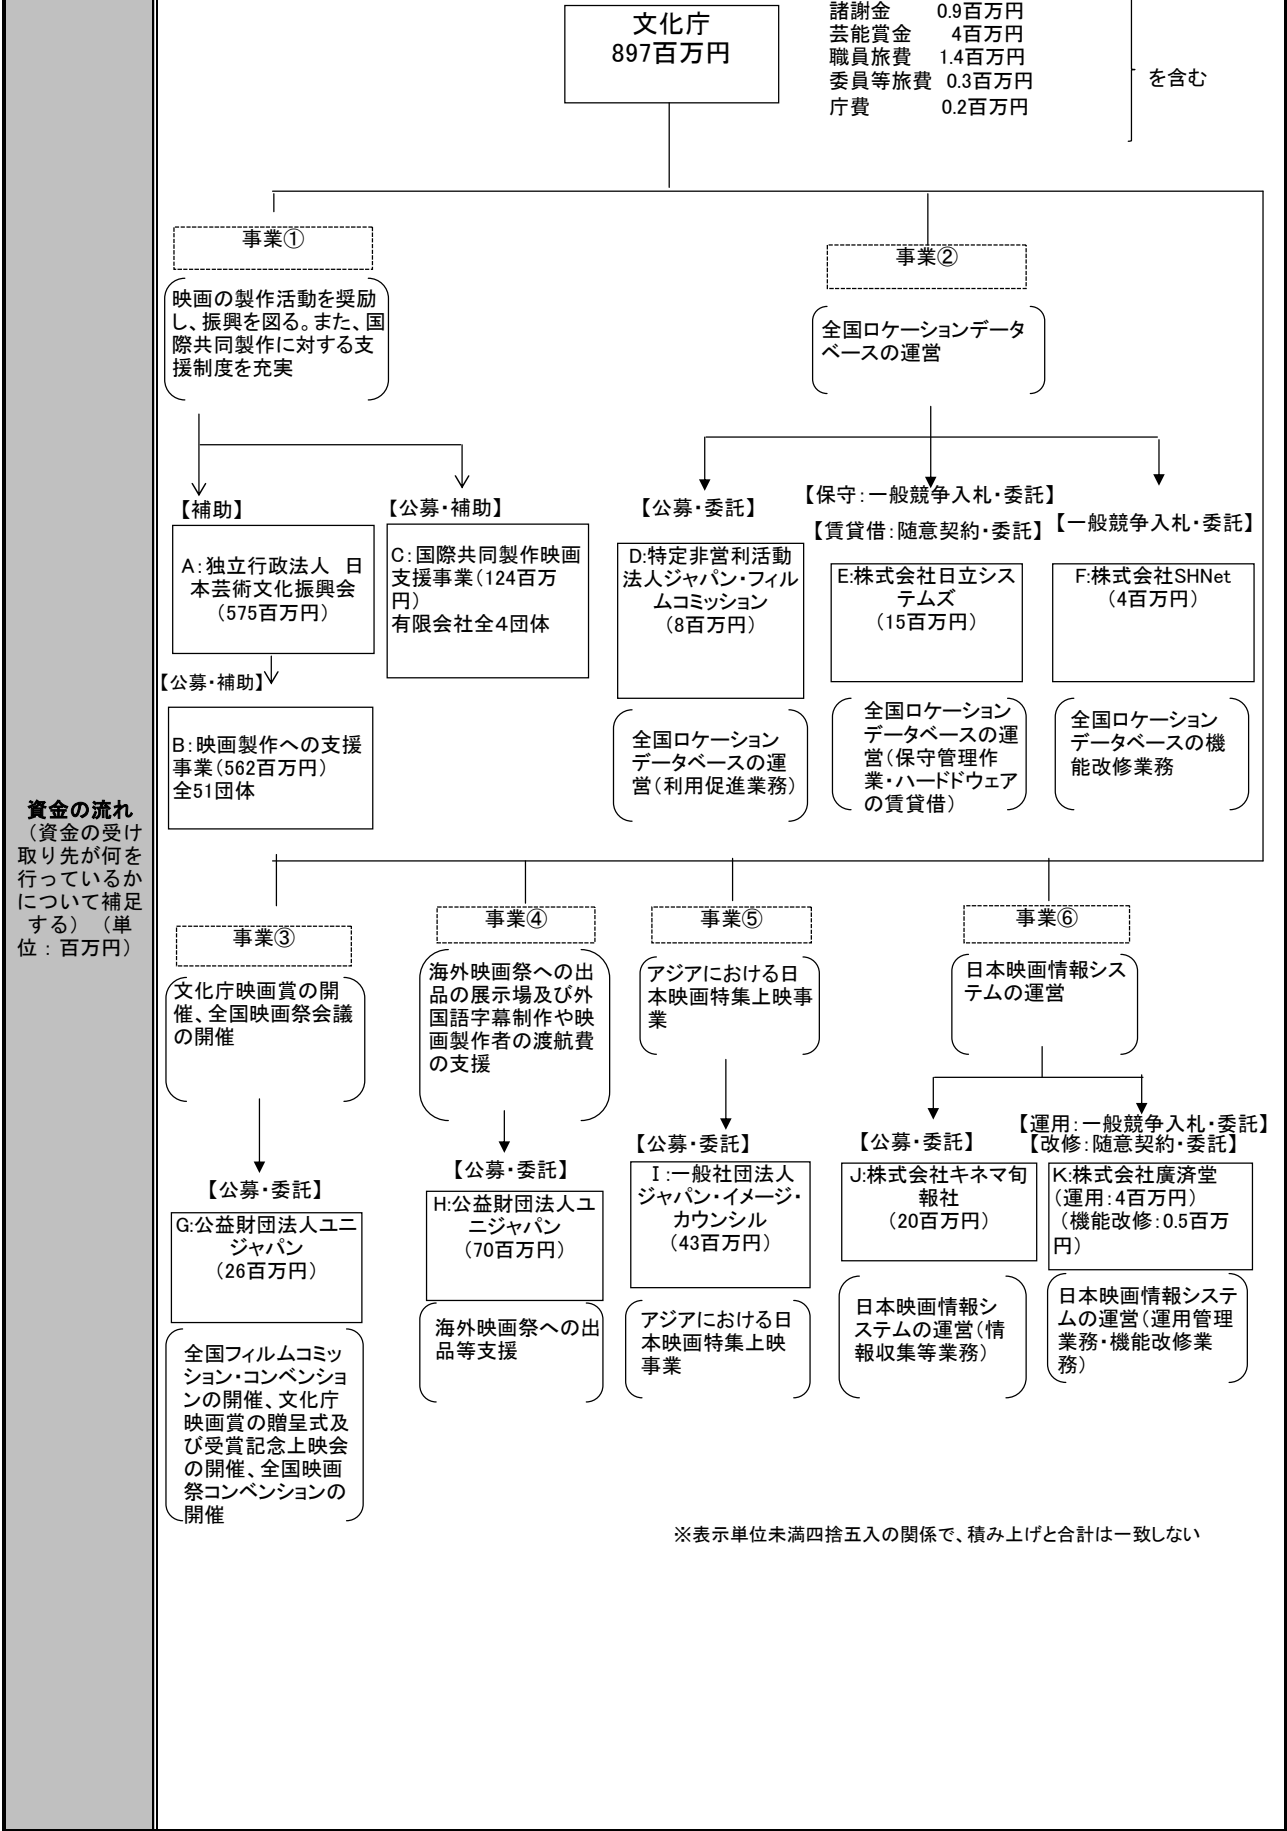 文化庁
897百万円
諸謝金 0.9百万円
芸能賞金 4百万円
職員旅費 1.4百万円
委員等旅費 0.3百万円
庁費 0.2百万円
を含む
事業①
映画の製作活動を奨励
し、振興を図る。また、国
際共同製作に対する支
援制度を充実
事業②
全国ロケーションデータ
ベースの運営
【補助】
A:独立行政法人 日
本芸術文化振興会
(575百万円)
【公募・補助】
C:国際共同製作映画
支援事業(124百万
円)
有限会社全4団体
【公募・補助】
B:映画製作への支援
事業(562百万円)
全51団体
【公募・委託】
D:特定非営利活動
法人ジャパン・フィル
ムコミッション
(8百万円)
全国ロケーション
データベースの運
営(利用促進業務)
【保守:一般競争入札・委託】
【賃貸借:随意契約・委託】
E:株式会社日立シス
テムズ
(15百万円)
全国ロケーション
データベースの運
営(保守管理作
業・ハードドウェア
の賃貸借)
【一般競争入札・委託】
F:株式会社SHNet
(4百万円)
全国ロケーション
データベースの機
能改修業務
資金の流れ
(資金の受け
取り先が何を
行っているか
について補足
する) (単
位:百万円)
事業③
文化庁映画賞の開
催、全国映画祭会議
の開催
【公募・委託】
G:公益財団法人ユニ
ジャパン
(26百万円)
全国フィルムコミッ
ション・コンベンショ
ンの開催、文化庁
映画賞の贈呈式及
び受賞記念上映会
の開催、全国映画
祭コンベンションの
開催
事業④
海外映画祭への出
品の展示場及び外
国語字幕制作や映
画製作者の渡航費
の支援
【公募・委託】
H:公益財団法人ユ
ニジャパン
(70百万円)
海外映画祭への出
品等支援
事業⑤
アジアにおける日
本映画特集上映事
業
【公募・委託】
I:一般社団法人
ジャパン・イメージ・
カウンシル
(43百万円)
アジアにおける日
本映画特集上映
事業
事業⑥
日本映画情報シス
テムの運営
【公募・委託】
J:株式会社キネマ旬
報社
(20百万円)
日本映画情報シ
ステムの運営(情
報収集等業務)
【運用:一般競争入札・委託】
【改修:随意契約・委託】
K:株式会社廣済堂
(運用:4百万円)
(機能改修:0.5百万
円)
日本映画情報システ
ムの運営(運用管理
業務・機能改修業
務)
※表示単位未満四捨五入の関係で、積み上げと合計は一致しない